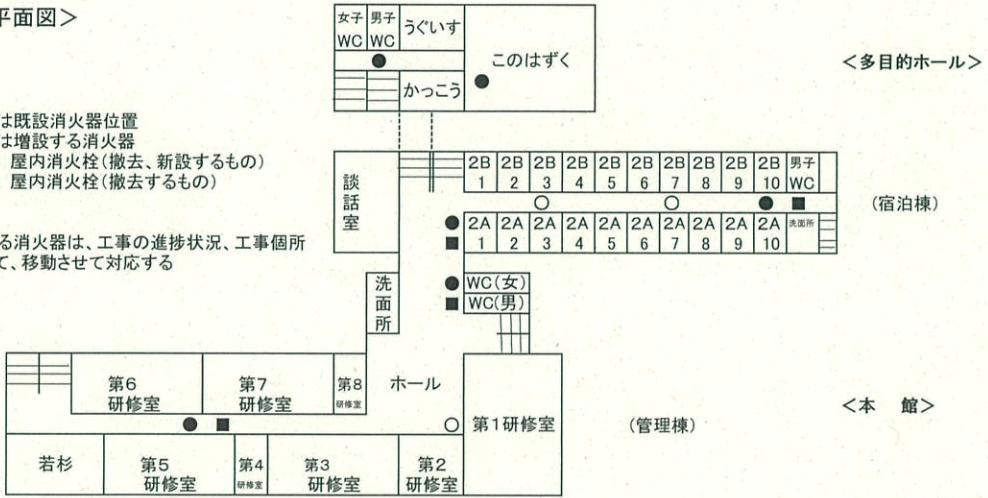 平面図＞
女子 男子
WC WC
うぐいす
このはずく
かっこう
＜多目的ホール＞
は既設消火器位置
は増設する消火器
屋内消火栓（撤去、新設するもの）
屋内消火栓（撤去するもの）
る消火器は、工事の進捗状況、工事個所
て、移動させて対応する
談話室
2B 2B 2B 2B 2B 2B 2B 2B 2B 2B 男子
1 2 3 4 5 6 7 8 9 10 WC
（宿泊棟）
2A 2A 2A 2A 2A 2A 2A 2A 2A 2A 洗面所
1 2 3 4 5 6 7 8 9 10
洗面所
WC（女）
WC（男）
第6
研修室
第7
研修室
第8
研修室
ホール
第1研修室
（管理棟）
＜本　館＞
若杉
第5
研修室
第4
研修室
第3
研修室
第2
研修室